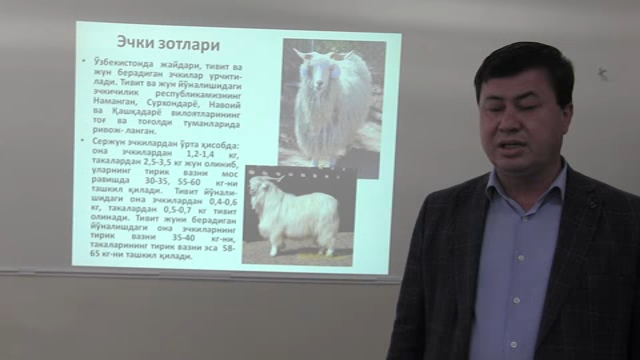 Эчки зотлари
Ўзбекистонда жайдари, тивит ва
жун берадиган эчкилар урчити-
лади. Тивит ва жун йўналишидаги
эчкичилик республикамизнинг
Наманган, Сурхондарё, Навоий
ва Қашқадарё вилоятларининг
тоғ ва тоғолди туманларида
ривож- ланган.
Сержун эчкилардан ўрта ҳисобда:
она эчкилардан 1,2-1,4 кг,
такалардан 2,5-3,5 кг жун олиниб,
уларнинг тирик вазни мос
равишда 30-35, 55-60 кг-ни
ташкил қилади. Тивит йўнали-
шидаги она эчкилардан 0,4-0,6
кг, такалардан 0,5-0,7 кг тивит
олинади. Тивит жуни берадиган
йўналишдаги она эчкиларнинг
тирик вазни 35-40 кг-ни,
такаларининг тирик вазни эса 58-
65 кг-ни ташкил қилади.